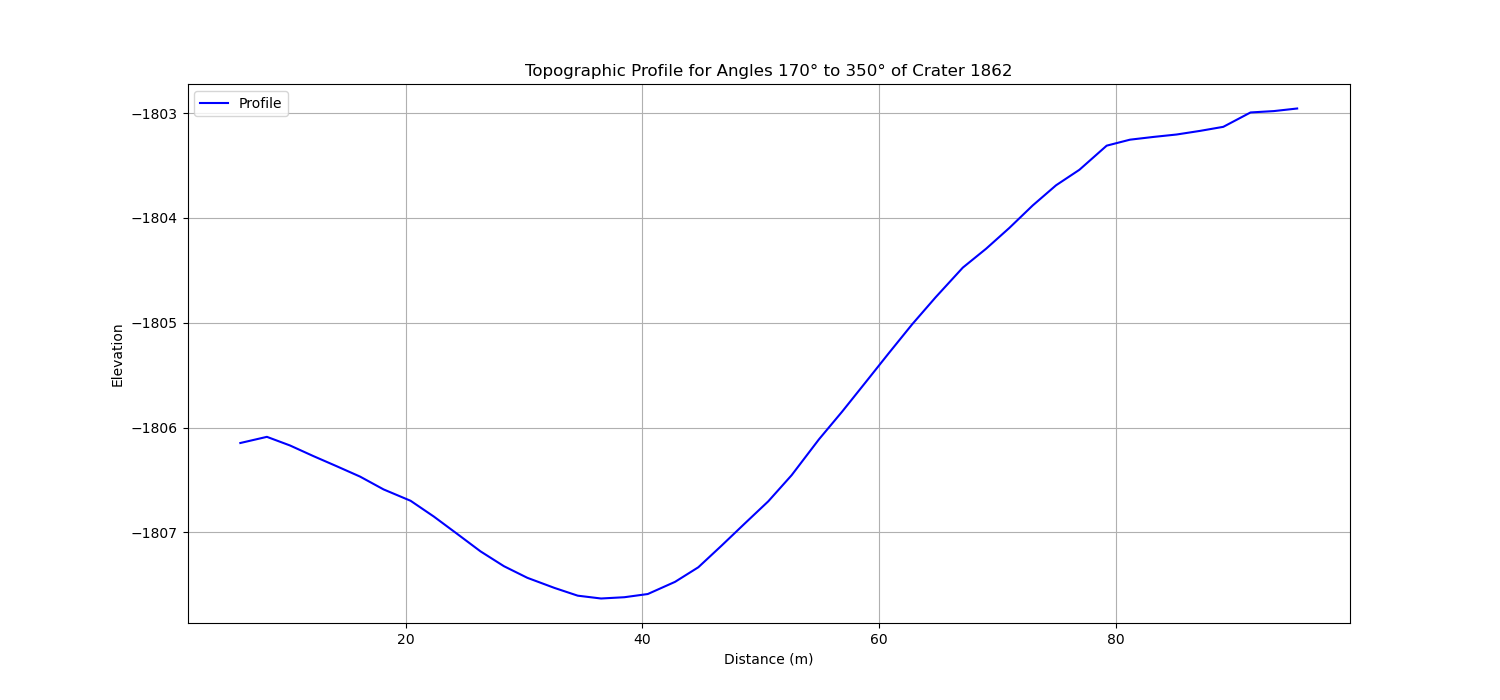 Topographic Profile for Angles 170° to 350° of Crater 1862
Profile
−1803
−1804
−1805
−1806
−1807
Elevation
20
40
60
80
Distance (m)